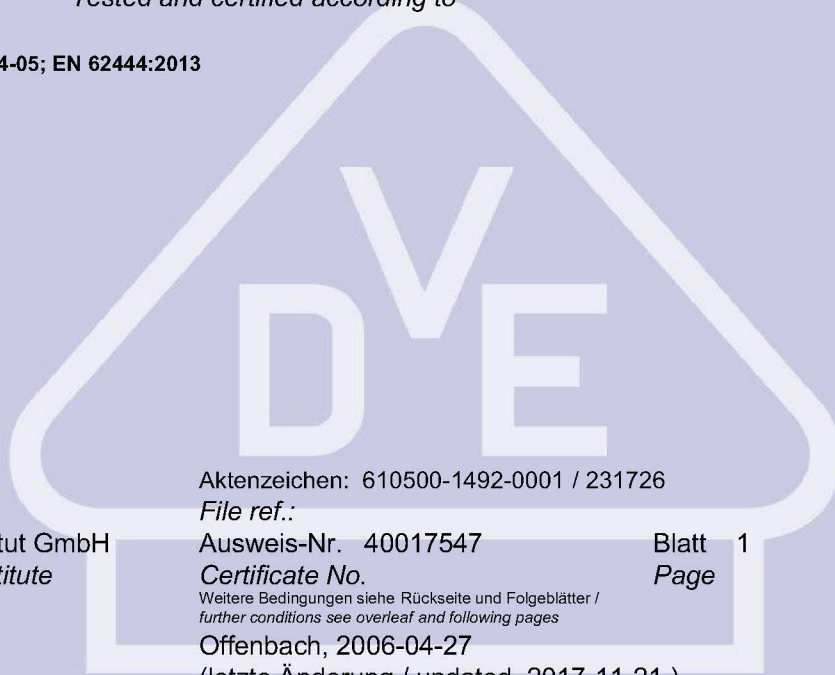 Tested and certified according to
4-05; EN 62444:2013
VDE
Aktenzeichen: 610500-1492-0001 / 231726
File ref.:
tut GmbH Ausweis-Nr. 40017547 Blatt 1
titute Certificate No. Page
Weitere Bedingungen siehe Rückseite und Folgeblätter /
further conditions see overleaf and following pages
Offenbach, 2006-04-27
(letzte Änderung / updated 2017-11-21 )